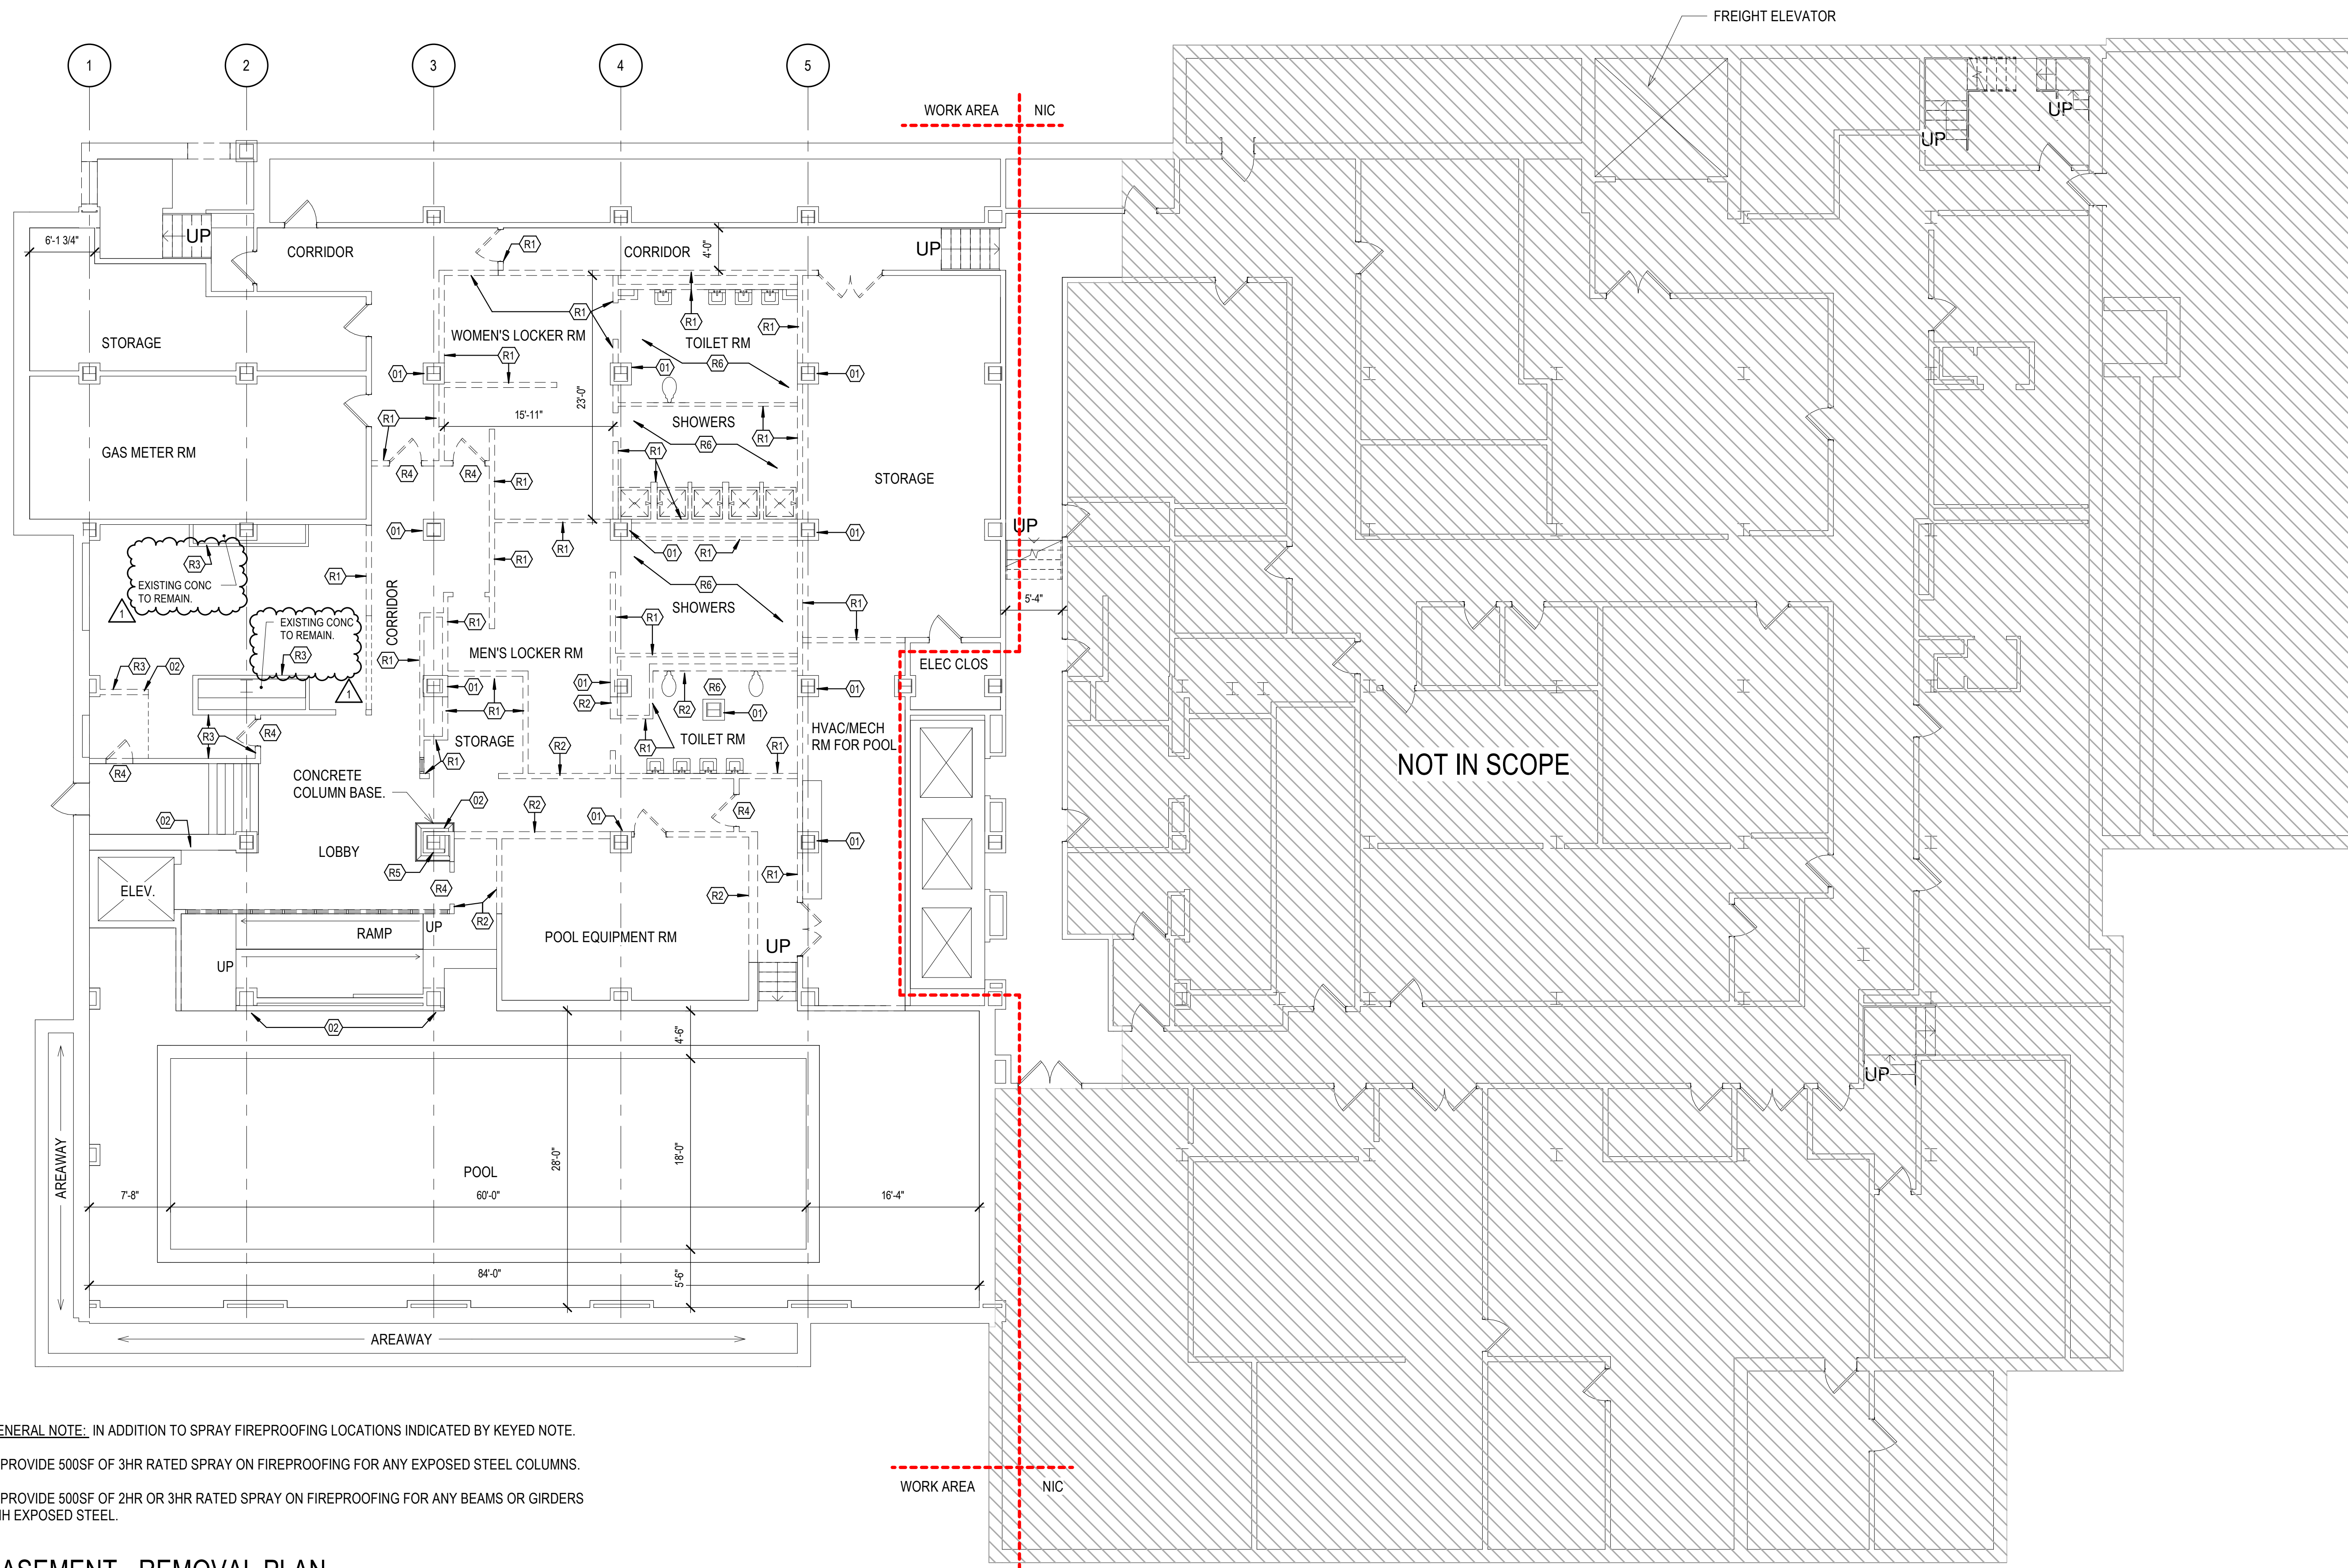 FREIGHT ELEVATOR
1
2
3
4
5
WORK AREA
NIC
UP
UP
6'-1 3/4"
UP
CORRIDOR
R1
CORRIDOR
4'-0"
UP
STORAGE
WOMEN'S LOCKER RM
R1
R1
R1
TOILET RM
R1
R6
01
01
01
23'-0"
15'-11"
R1
SHOWERS
R1
R6
R1
GAS METER RM
R4
R4
R1
STORAGE
01
R1
R1
01
R1
01
UP
R3
EXISTING CONC
TO REMAIN.
1
R1
CORRIDOR
R6
SHOWERS
R1
R1
5'-4"
EXISTING CONC
TO REMAIN.
R3
1
R1
R1
MEN'S LOCKER RM
ELEC CLOS
R3
02
01
01
R2
R6
01
R1
R2
01
R3
R4
R4
STORAGE
R1
R2
R1
TOILET RM
R1
HVAC/MECH
RM FOR POOL
NOT IN SCOPE
CONCRETE
COLUMN BASE.
02
R2
01
R4
02
01
LOBBY
R5
R4
R1
R2
R2
ELEV.
RAMP
UP
POOL EQUIPMENT RM
UP
UP
02
4'-6"
UP
AREAWAY
POOL
28'-0"
18'-0"
7'-8"
60'-0"
16'-4"
84'-0"
5'-6"
AREAWAY
ENERAL NOTE: IN ADDITION TO SPRAY FIREPROOFING LOCATIONS INDICATED BY KEYED NOTE.
PROVIDE 500SF OF 3HR RATED SPRAY ON FIREPROOFING FOR ANY EXPOSED STEEL COLUMNS.
PROVIDE 500SF OF 2HR OR 3HR RATED SPRAY ON FIREPROOFING FOR ANY BEAMS OR GIRDERS
EXPOSED STEEL.
WORK AREA
NIC
ASEMENT - REMOVAL PLAN